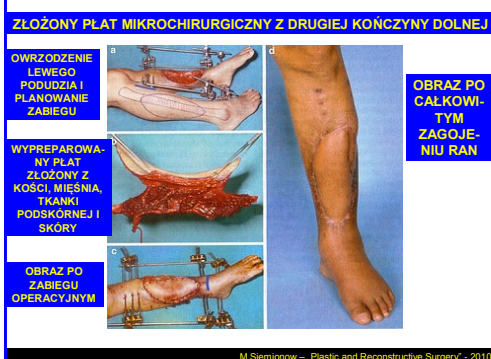 ZŁOŻONY PŁAT MIKROCHIRURGICZNY Z DRUGIEJ KOŃCZYNY DOLNEJ
OWRZODZENIE
LEWEGO
PODUDZIA I
PLANOWANIE
ZABIEGU
a
d
OBRAZ PO
CAŁKOWI-
TYM
ZAGOJE-
NIU RAN
WYPREPAROWA-
NY PŁAT
ZŁOŻONY Z
KOŚCI, MIĘŚNIA,
TKANKI
PODSKÓRNEJ I
SKÓRY
b
OBRAZ PO
ZABIEGU
OPERACYJNYM
c
M.Siemionow – „Plastic and Reconstructive Surgery" - 2010